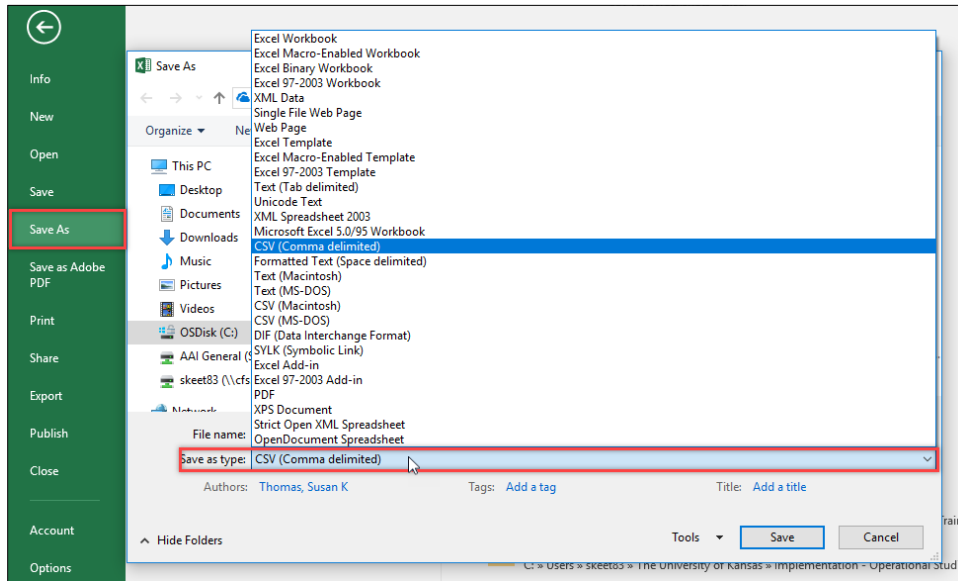 Info
New
Open
Save
Save As
Save as Adobe
PDF
Print
Share
Export
Publish
Close
Account
Options
Save As
Organize
This PC
Desktop
Documents
Downloads
Music
Pictures
Videos
OSDisk (C:)
AAI General
skeet83 (\\cfs
Network
Excel Workbook
Excel Macro-Enabled Workbook
Excel Binary Workbook
Excel 97-2003 Workbook
XML Data
Single File Web Page
Web Page
Excel Template
Excel Macro-Enabled Template
Excel 97-2003 Template
Text (Tab delimited)
Unicode Text
XML Spreadsheet 2003
Microsoft Excel 5.0/95 Workbook
CSV (Comma delimited)
Formatted Text (Space delimited)
Text (Macintosh)
Text (MS-DOS)
CSV (Macintosh)
CSV (MS-DOS)
DIF (Data Interchange Format)
SYLK (Symbolic Link)
Excel Add-in
Excel 97-2003 Add-in
PDF
XPS Document
Strict Open XML Spreadsheet
OpenDocument Spreadsheet
File name:
Save as type: CSV (Comma delimited)
Authors: Thomas, Susan K Tags: Add a tag Title: Add a title
Hide Folders Tools Save Cancel
C: » Users » skeet83 » The University of Kansas » Implementation - Operational Stud